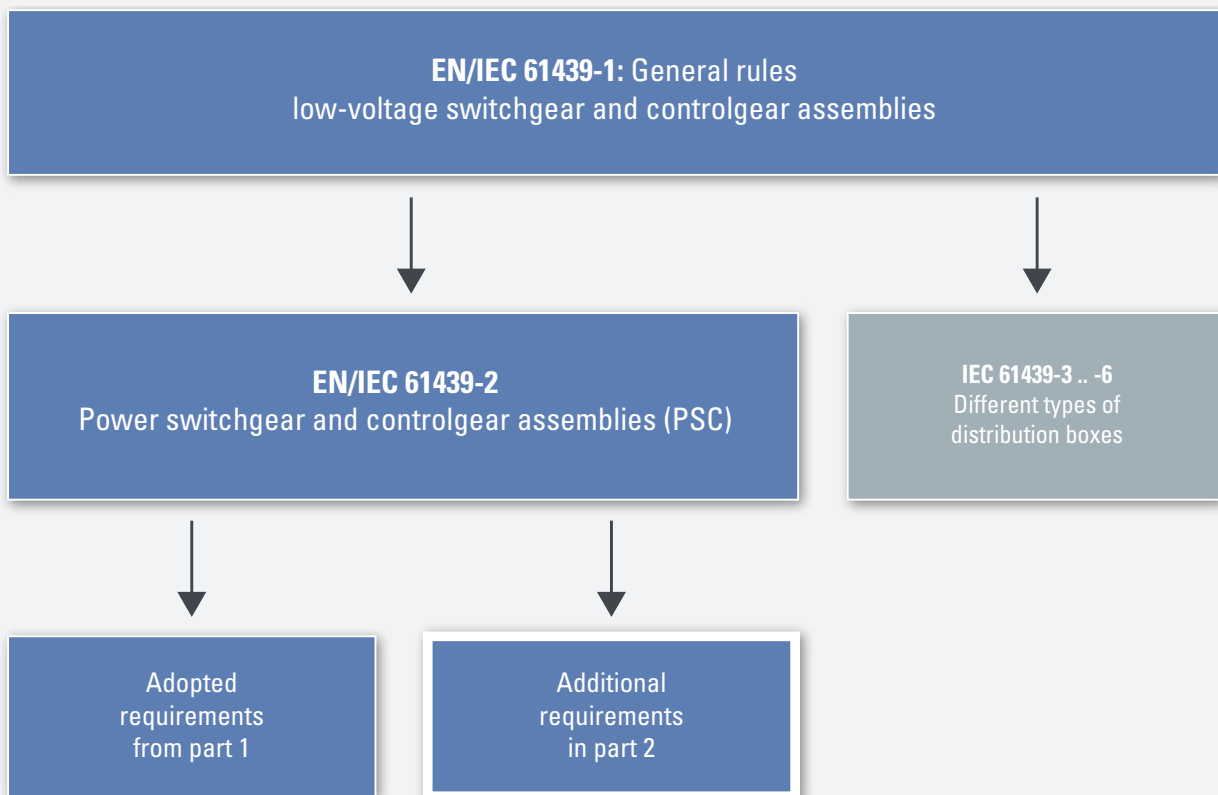 EN/IEC 61439-1: General rules
low-voltage switchgear and controlgear assemblies
EN/IEC 61439-2
Power switchgear and controlgear assemblies (PSC)
IEC 61439-3 .. -6
Different types of
distribution boxes
Adopted
requirements
from part 1
Additional
requirements
in part 2